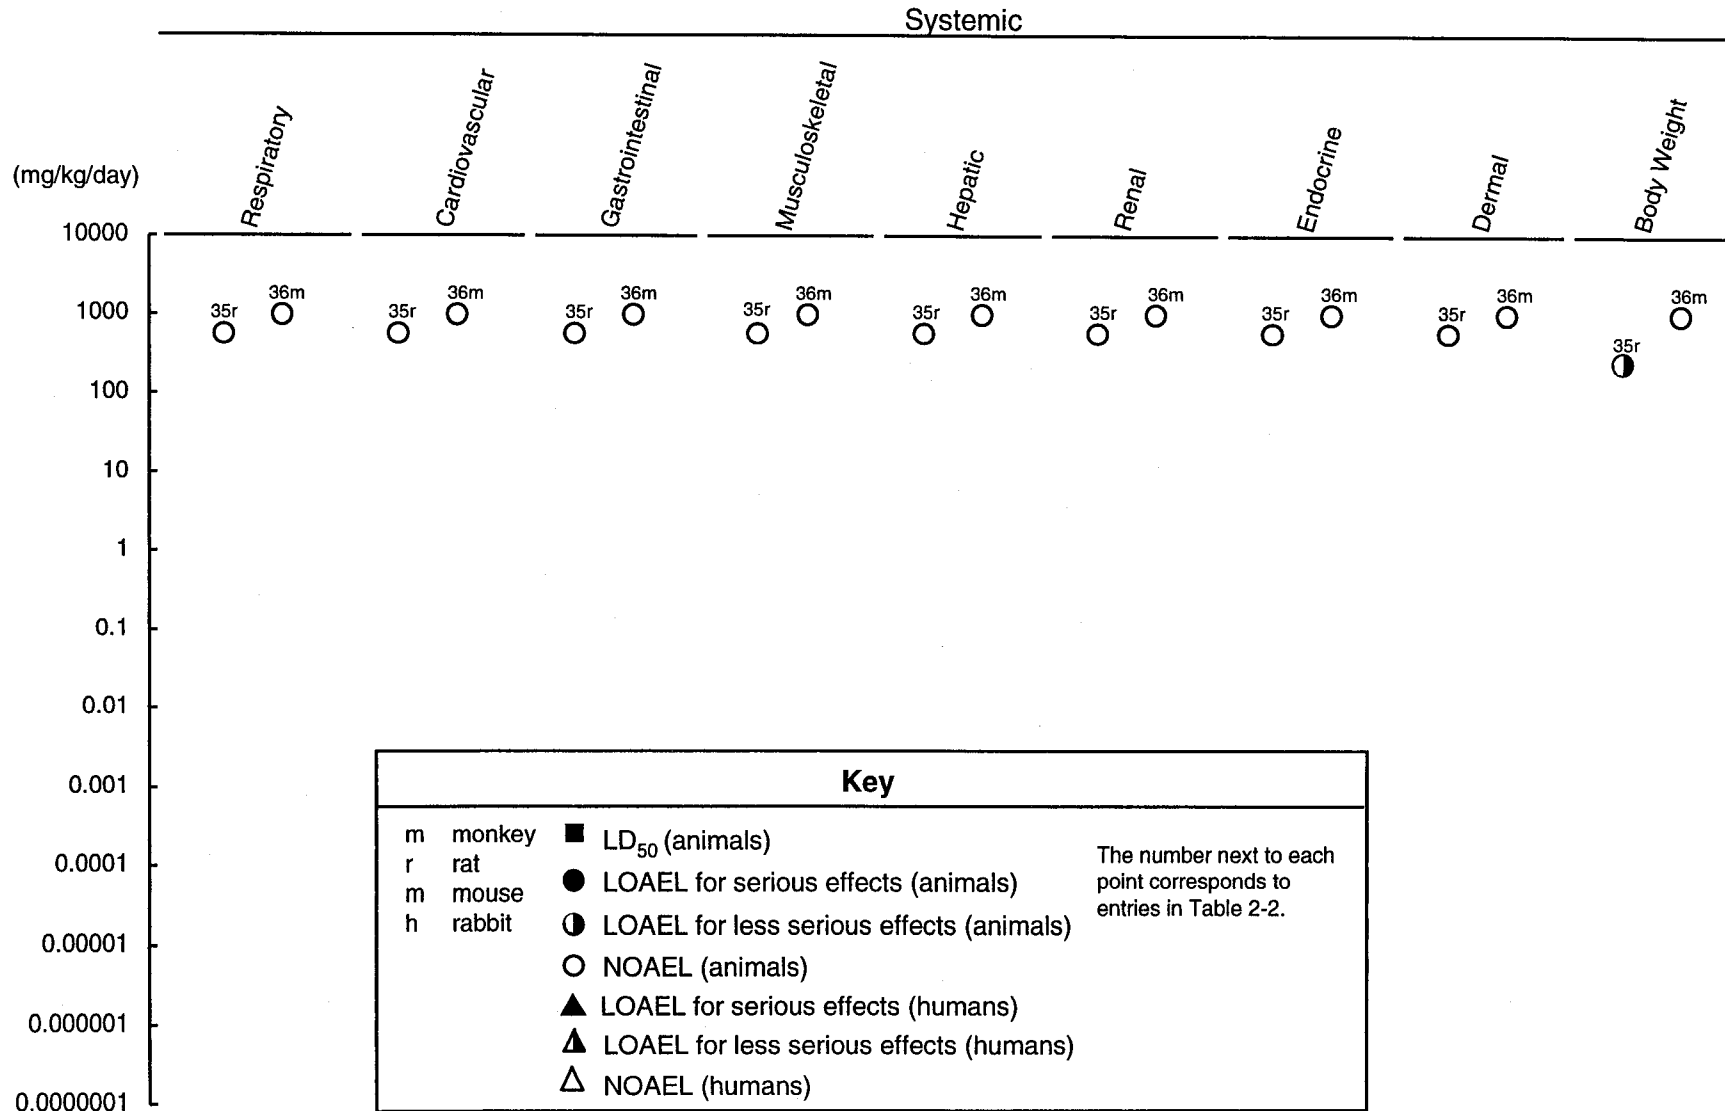 Systemic
(mg/kg/day)
Respiratory
Cardiovascular
Gastrointestinal
Musculoskeletal
Hepatic
Renal
Endocrine
Dermal
Body Weight
10000
1000
100
10
1
0.1
0.01
0.001
0.0001
0.00001
0.000001
0.0000001
35r 36m
35r 36m
35r 36m
35r 36m
35r 36m
35r 36m
35r 36m
35r 36m
35r 36m
Key
m monkey
r rat
m mouse
h rabbit
LD50 (animals)
LOAEL for serious effects (animals)
LOAEL for less serious effects (animals)
NOAEL (animals)
LOAEL for serious effects (humans)
LOAEL for less serious effects (humans)
NOAEL (humans)
The number next to each
point corresponds to
entries in Table 2-2.